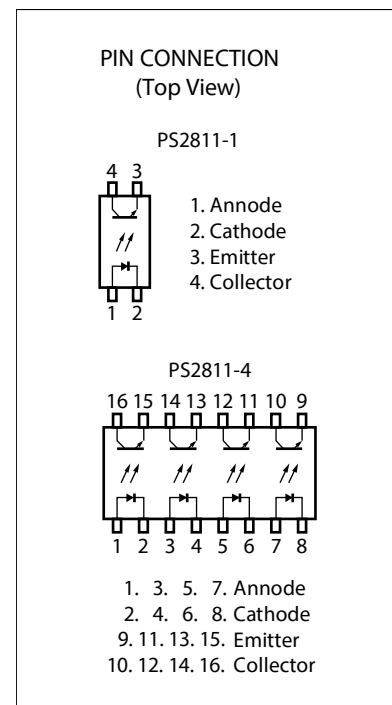 PIN CONNECTION
(Top View)
PS2811-1
4 3
1. Annode
2. Cathode
3. Emitter
4. Collector
1 2
PS2811-4
16 15 14 13 12 11 10 9
1 2 3 4 5 6 7 8
1. 3. 5. 7. Annode
2. 4. 6. 8. Cathode
9. 11. 13. 15. Emitter
10. 12. 14. 16. Collector